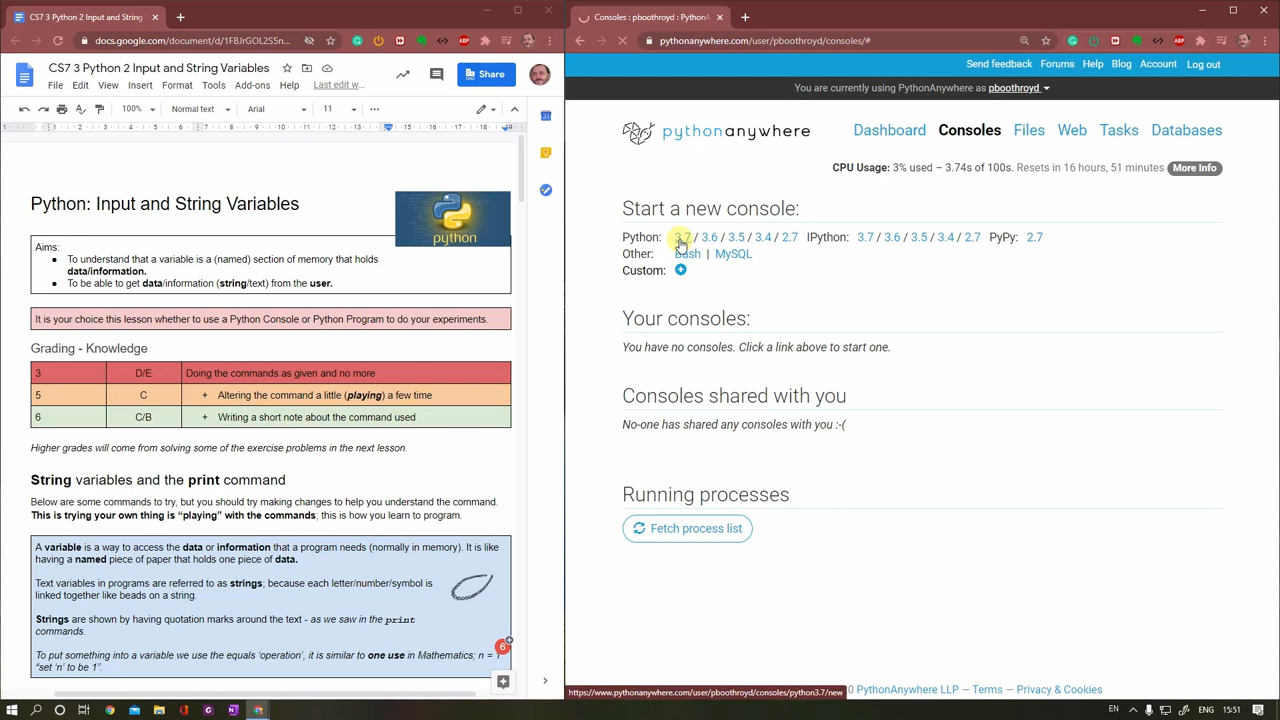 CS7 3 Python 2 Input and String
docs.google.com/document/d/1FBJrGOL2S5n...
CS7 3 Python 2 Input and String Variables
File Edit View Insert Format Tools Add-ons Help Last edit w...
Share
100% Normal text Arial 11
Python: Input and String Variables
python
Aims:
To understand that a variable is a (named) section of memory that holds
data/information.
To be able to get data/information (string/text) from the user.
It is your choice this lesson whether to use a Python Console or Python Program to do your experiments.
Grading - Knowledge
3 D/E Doing the commands as given and no more
5 C + Altering the command a little (playing) a few time
6 C/B + Writing a short note about the command used
Higher grades will come from solving some of the exercise problems in the next lesson.
String variables and the print command
Below are some commands to try, but you should try making changes to help you understand the command.
This is trying your own thing is “playing” with the commands; this is how you learn to program.
A variable is a way to access the data or information that a program needs (normally in memory). It is like
having a named piece of paper that holds one piece of data.
Text variables in programs are referred to as strings; because each letter/number/symbol is
linked together like beads on a string.
Strings are shown by having quotation marks around the text - as we saw in the print
commands.
To put something into a variable we use the equals ‘operation’, it is similar to one use in Mathematics; n = 1
“set ‘n’ to be 1”.
6
Consoles : pboothroyd : PythonA
pythonanywhere.com/user/pboothroyd/consoles/#
Send feedback Forums Help Blog Account Log out
You are currently using PythonAnywhere as pboothroyd
pythonanywhere
Dashboard Consoles Files Web Tasks Databases
CPU Usage: 3% used – 3.74s of 100s. Resets in 16 hours, 51 minutes More Info
Start a new console:
Python: 3.7 / 3.6 / 3.5 / 3.4 / 2.7 IPython: 3.7 / 3.6 / 3.5 / 3.4 / 2.7 PyPy: 2.7
Other: Bash | MySQL
Custom:
Your consoles:
You have no consoles. Click a link above to start one.
Consoles shared with you
No-one has shared any consoles with you :-(
Running processes
Fetch process list
https://www.pythonanywhere.com/user/pboothroyd/consoles/python3.7/new
0 PythonAnywhere LLP — Terms — Privacy & Cookies
EN 15:51